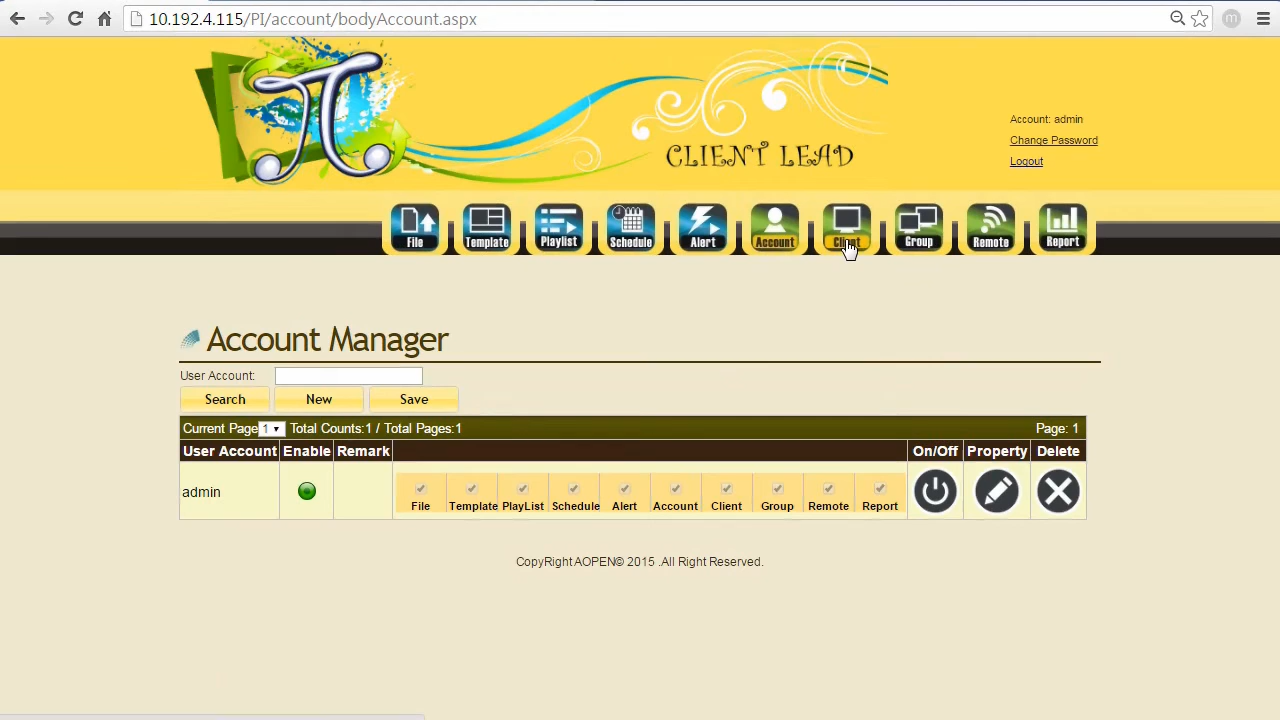 10.192.4.115/PI/account/bodyAccount.aspx
m
CLIENT LEAD
Account: admin
Change Password
Logout
File Template Playlist Schedule Alert Account Client Group Remote Report
Account Manager
User Account:
Search New Save
Current Page 1 Total Counts:1 / Total Pages:1 Page: 1
User Account Enable Remark On/Off Property Delete
admin
File Template PlayList Schedule Alert Account Client Group Remote Report
CopyRight AOPEN© 2015 .All Right Reserved.